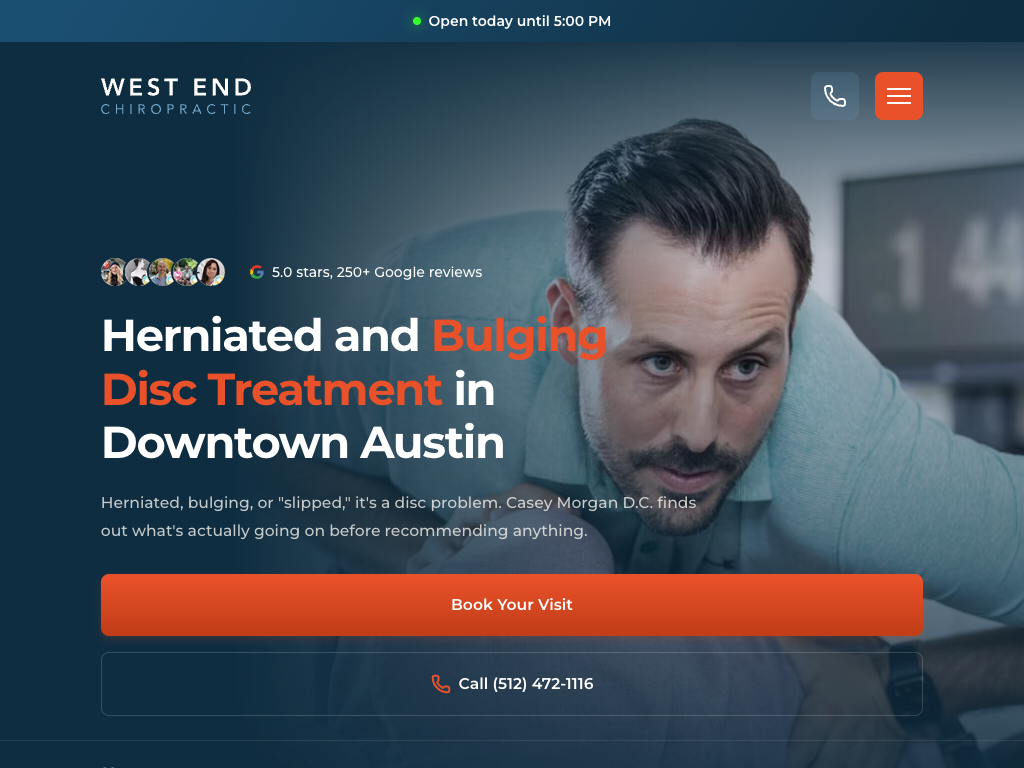 Open today until 5:00 PM
WEST END
CHIROPRACTIC
5.0 stars, 250+ Google reviews
Herniated and Bulging
Disc Treatment in
Downtown Austin
Herniated, bulging, or "slipped," it's a disc problem. Casey Morgan D.C. finds
out what's actually going on before recommending anything.
Book Your Visit
Call (512) 472-1116